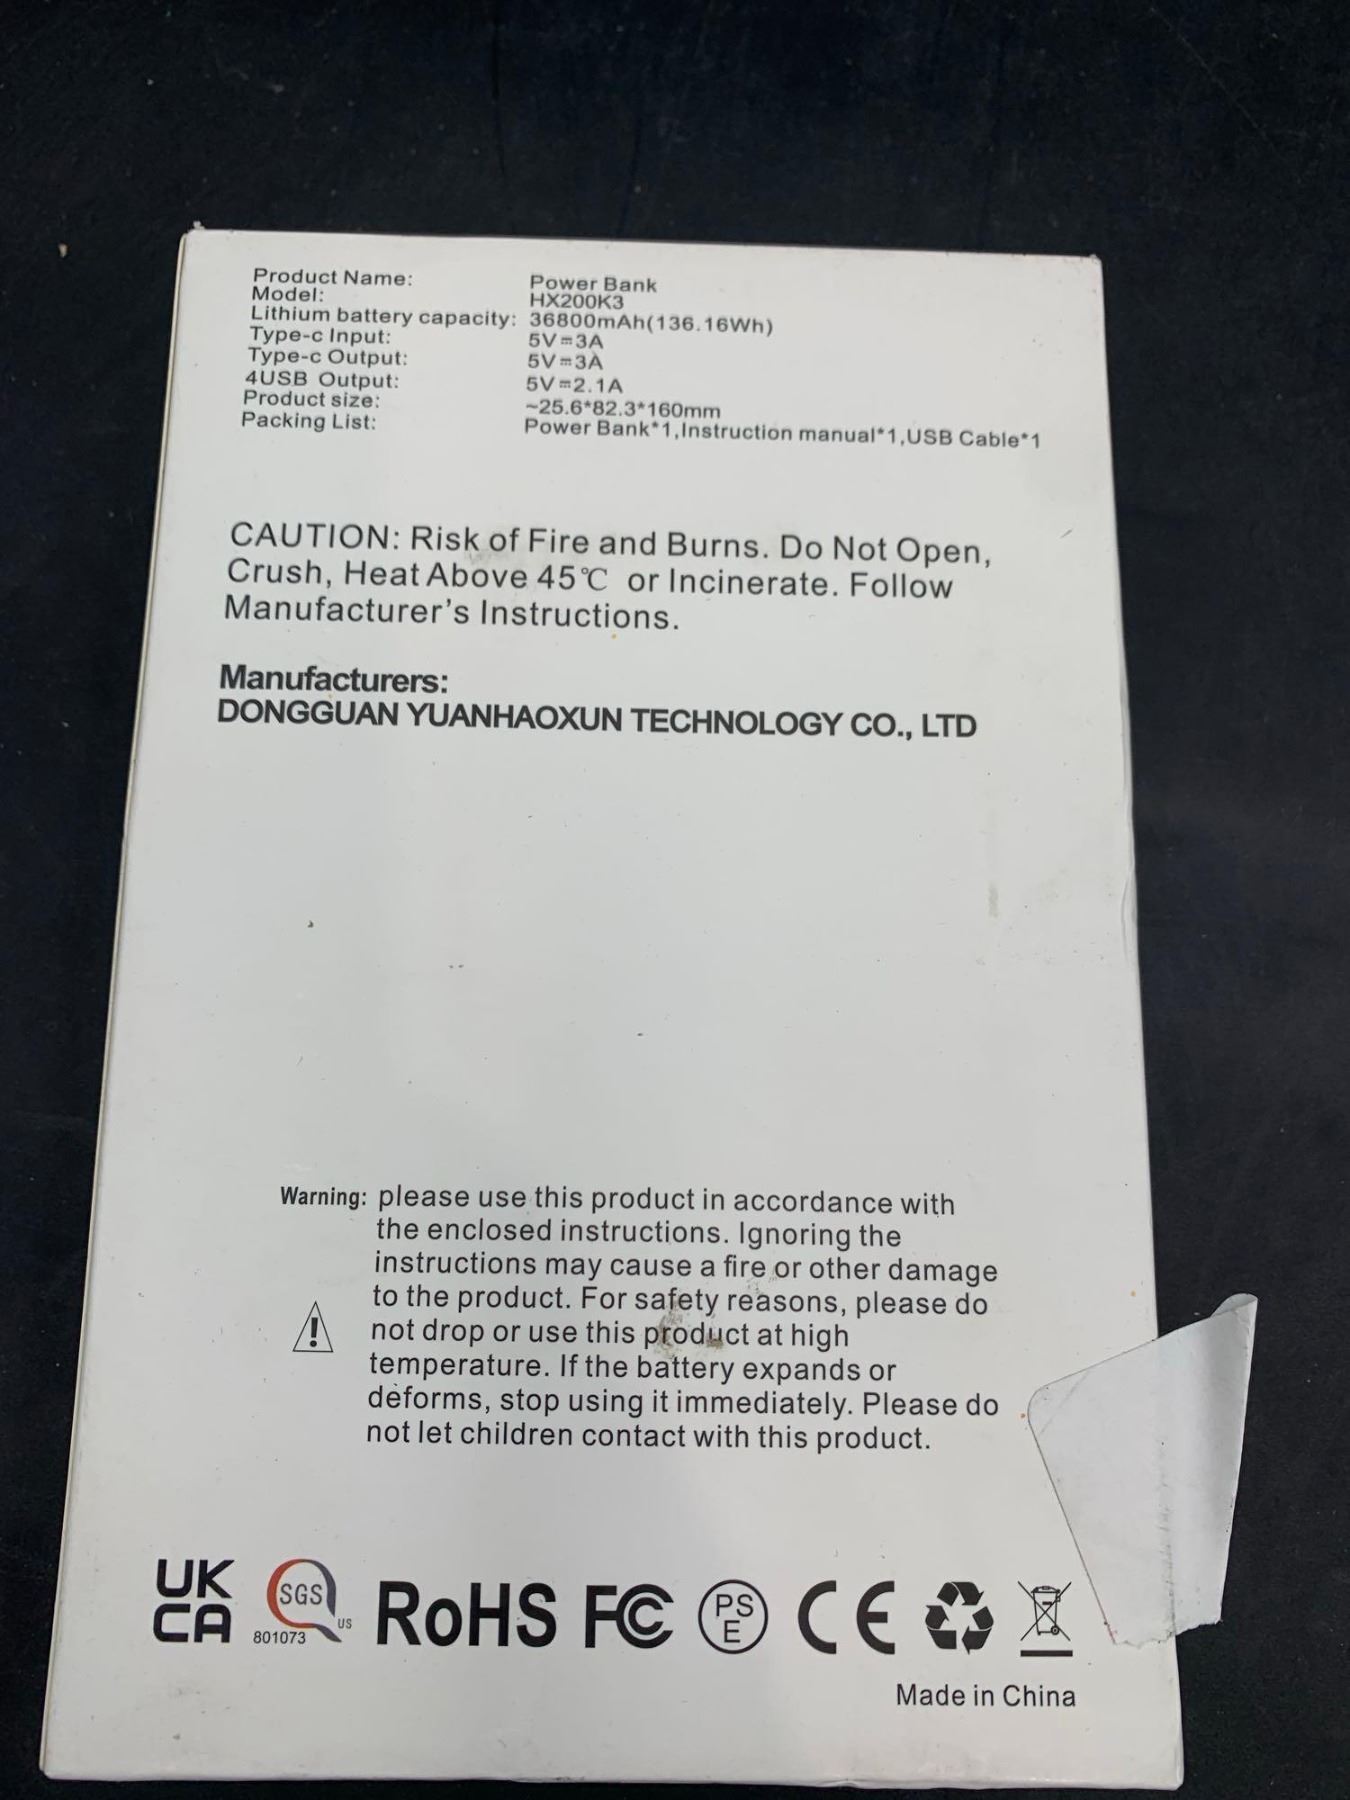 Product Name: Power Bank
Model: HX200K3
Lithium battery capacity: 36800mAh(136.16Wh)
Type-c Input: 5V⎓3A
Type-c Output: 5V⎓3A
4USB Output: 5V⎓2.1A
Product size: ~25.6*82.3*160mm
Packing List: Power Bank*1,Instruction manual*1,USB Cable*1
CAUTION: Risk of Fire and Burns. Do Not Open,
Crush, Heat Above 45℃ or Incinerate. Follow
Manufacturer's Instructions.
Manufacturers:
DONGGUAN YUANHAOXUN TECHNOLOGY CO., LTD
Warning: please use this product in accordance with
the enclosed instructions. Ignoring the
instructions may cause a fire or other damage
to the product. For safety reasons, please do
not drop or use this product at high
temperature. If the battery expands or
deforms, stop using it immediately. Please do
not let children contact with this product.
UK
CA
SGS
US
801073
RoHS FC PS
E
CE
Made in China